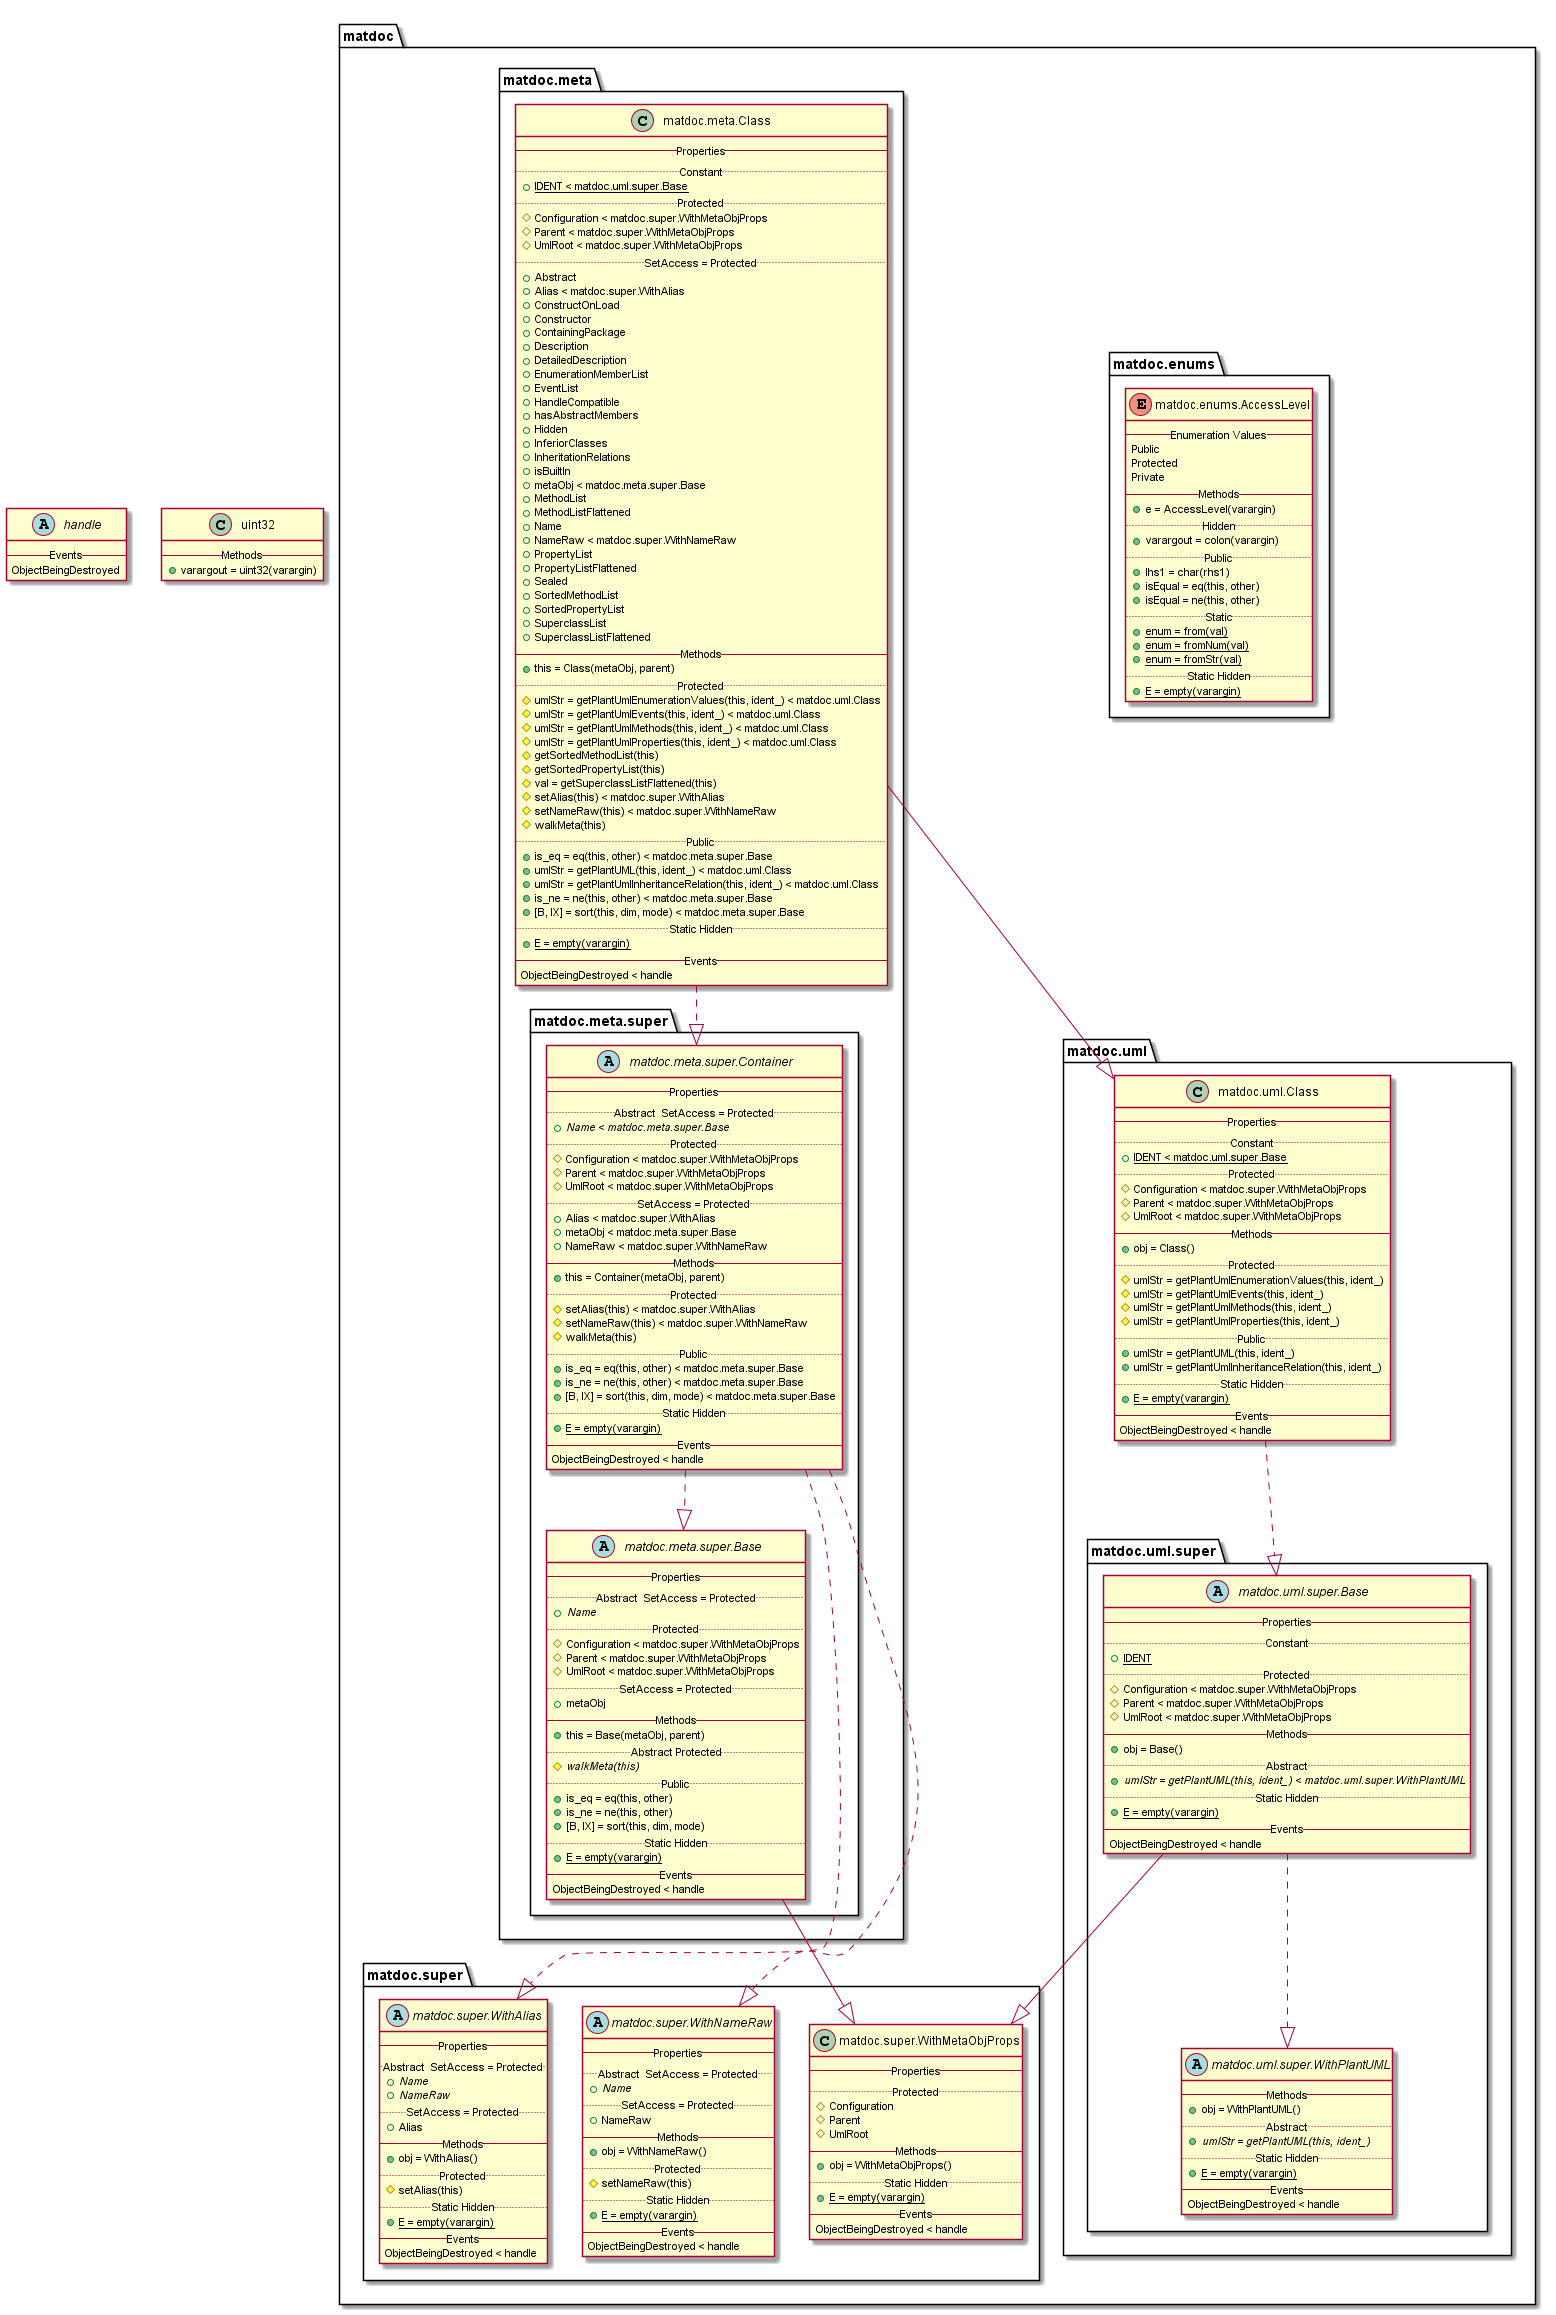 matdoc
matdoc.meta
C matdoc.meta.Class
Properties
Constant
IDENT < matdoc.uml.super.Base
Protected
Configuration < matdoc.super.WithMetaObjProps
Parent < matdoc.super.WithMetaObjProps
UmlRoot < matdoc.super.WithMetaObjProps
SetAccess = Protected
Abstract
Alias < matdoc.super.WithAlias
ConstructOnLoad
Constructor
ContainingPackage
Description
DetailedDescription
EnumerationMemberList
EventList
HandleCompatible
hasAbstractMembers
Hidden
InferiorClasses
InheritationRelations
isBuiltIn
metaObj < matdoc.meta.super.Base
MethodList
MethodListFlattened
Name
NameRaw < matdoc.super.WithNameRaw
PropertyList
PropertyListFlattened
Sealed
SortedMethodList
SortedPropertyList
SuperclassList
SuperclassListFlattened
Methods
this = Class(metaObj, parent)
Protected
umlStr = getPlantUmlEnumerationValues(this, ident_) < matdoc.uml.Class
umlStr = getPlantUmlEvents(this, ident_) < matdoc.uml.Class
umlStr = getPlantUmlMethods(this, ident_) < matdoc.uml.Class
umlStr = getPlantUmlProperties(this, ident_) < matdoc.uml.Class
getSortedMethodList(this)
getSortedPropertyList(this)
val = getSuperclassListFlattened(this)
setAlias(this) < matdoc.super.WithAlias
setNameRaw(this) < matdoc.super.WithNameRaw
walkMeta(this)
Public
is_eq = eq(this, other) < matdoc.meta.super.Base
umlStr = getPlantUML(this, ident_) < matdoc.uml.Class
umlStr = getPlantUmlInheritanceRelation(this, ident_) < matdoc.uml.Class
is_ne = ne(this, other) < matdoc.meta.super.Base
[B, IX] = sort(this, dim, mode) < matdoc.meta.super.Base
Static Hidden
E = empty(varargin)
Events
ObjectBeingDestroyed < handle
matdoc.enums
E matdoc.enums.AccessLevel
Enumeration Values
Public
Protected
Private
Methods
e = AccessLevel(varargin)
Hidden
varargout = colon(varargin)
Public
lhs1 = char(rhs1)
isEqual = eq(this, other)
isEqual = ne(this, other)
Static
enum = from(val)
enum = fromNum(val)
enum = fromStr(val)
Static Hidden
E = empty(varargin)
A handle
Events
ObjectBeingDestroyed
C uint32
Methods
varargout = uint32(varargin)
matdoc.meta.super
A matdoc.meta.super.Container
Properties
Abstract SetAccess = Protected
Name < matdoc.meta.super.Base
Protected
Configuration < matdoc.super.WithMetaObjProps
Parent < matdoc.super.WithMetaObjProps
UmlRoot < matdoc.super.WithMetaObjProps
SetAccess = Protected
Alias < matdoc.super.WithAlias
metaObj < matdoc.meta.super.Base
NameRaw < matdoc.super.WithNameRaw
Methods
this = Container(metaObj, parent)
Protected
setAlias(this) < matdoc.super.WithAlias
setNameRaw(this) < matdoc.super.WithNameRaw
walkMeta(this)
Public
is_eq = eq(this, other) < matdoc.meta.super.Base
is_ne = ne(this, other) < matdoc.meta.super.Base
[B, IX] = sort(this, dim, mode) < matdoc.meta.super.Base
Static Hidden
E = empty(varargin)
Events
ObjectBeingDestroyed < handle
matdoc.uml
C matdoc.uml.Class
Properties
Constant
IDENT < matdoc.uml.super.Base
Protected
Configuration < matdoc.super.WithMetaObjProps
Parent < matdoc.super.WithMetaObjProps
UmlRoot < matdoc.super.WithMetaObjProps
Methods
obj = Class()
Protected
umlStr = getPlantUmlEnumerationValues(this, ident_)
umlStr = getPlantUmlEvents(this, ident_)
umlStr = getPlantUmlMethods(this, ident_)
umlStr = getPlantUmlProperties(this, ident_)
Public
umlStr = getPlantUML(this, ident_)
umlStr = getPlantUmlInheritanceRelation(this, ident_)
Static Hidden
E = empty(varargin)
Events
ObjectBeingDestroyed < handle
A matdoc.meta.super.Base
Properties
Abstract SetAccess = Protected
Name
Protected
Configuration < matdoc.super.WithMetaObjProps
Parent < matdoc.super.WithMetaObjProps
UmlRoot < matdoc.super.WithMetaObjProps
SetAccess = Protected
metaObj
Methods
this = Base(metaObj, parent)
Abstract Protected
walkMeta(this)
Public
is_eq = eq(this, other)
is_ne = ne(this, other)
[B, IX] = sort(this, dim, mode)
Static Hidden
E = empty(varargin)
Events
ObjectBeingDestroyed < handle
matdoc.uml.super
A matdoc.uml.super.Base
Properties
Constant
IDENT
Protected
Configuration < matdoc.super.WithMetaObjProps
Parent < matdoc.super.WithMetaObjProps
UmlRoot < matdoc.super.WithMetaObjProps
Methods
obj = Base()
Abstract
umlStr = getPlantUML(this, ident_) < matdoc.uml.super.WithPlantUML
Static Hidden
E = empty(varargin)
Events
ObjectBeingDestroyed < handle
matdoc.super
A matdoc.super.WithAlias
Properties
Abstract SetAccess = Protected
Name
NameRaw
SetAccess = Protected
Alias
Methods
obj = WithAlias()
Protected
setAlias(this)
Static Hidden
E = empty(varargin)
Events
ObjectBeingDestroyed < handle
A matdoc.super.WithNameRaw
Properties
Abstract SetAccess = Protected
Name
SetAccess = Protected
NameRaw
Methods
obj = WithNameRaw()
Protected
setNameRaw(this)
Static Hidden
E = empty(varargin)
Events
ObjectBeingDestroyed < handle
C matdoc.super.WithMetaObjProps
Properties
Protected
Configuration
Parent
UmlRoot
Methods
obj = WithMetaObjProps()
Static Hidden
E = empty(varargin)
Events
ObjectBeingDestroyed < handle
A matdoc.uml.super.WithPlantUML
Methods
obj = WithPlantUML()
Abstract
umlStr = getPlantUML(this, ident_)
Static Hidden
E = empty(varargin)
Events
ObjectBeingDestroyed < handle